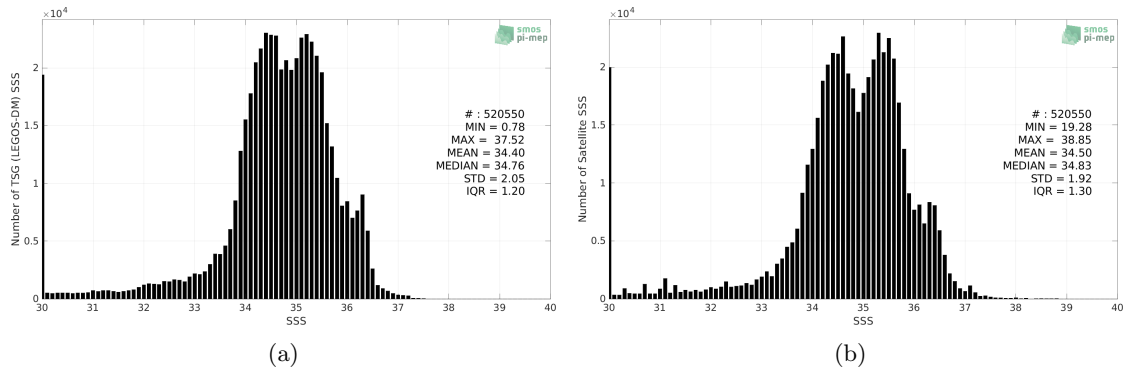 ×10⁴
smos
pi-mep
2
1.5
1
0.5
0
Number of TSG (LEGOS-DM) SSS
# : 520550
MIN = 0.78
MAX = 37.52
MEAN = 34.40
MEDIAN = 34.76
STD = 2.05
IQR = 1.20
30 31 32 33 34 35 36 37 38 39 40
SSS
(a)
×10⁴
smos
pi-mep
2
1.5
1
0.5
0
Number of Satellite SSS
# : 520550
MIN = 19.28
MAX = 38.85
MEAN = 34.50
MEDIAN = 34.83
STD = 1.92
IQR = 1.30
30 31 32 33 34 35 36 37 38 39 40
SSS
(b)